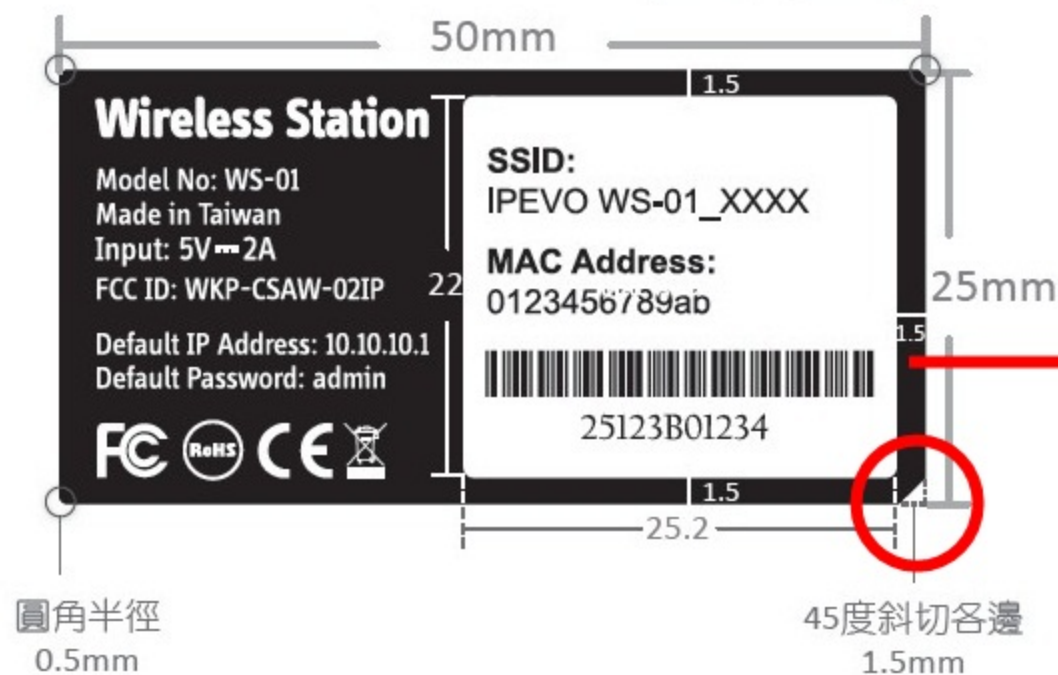 50mm
1.5
Wireless Station
Model No: WS-01
Made in Taiwan
Input: 5V⎓2A
FCC ID: WKP-CSAW-02IP
Default IP Address: 10.10.10.1
Default Password: admin
FC RoHS CE
22
SSID:
IPEVO WS-01_XXXX
MAC Address:
0123456789ab
25123B01234
25mm
1.5
1.5
25.2
圓角半徑
0.5mm
45度斜切各邊
1.5mm